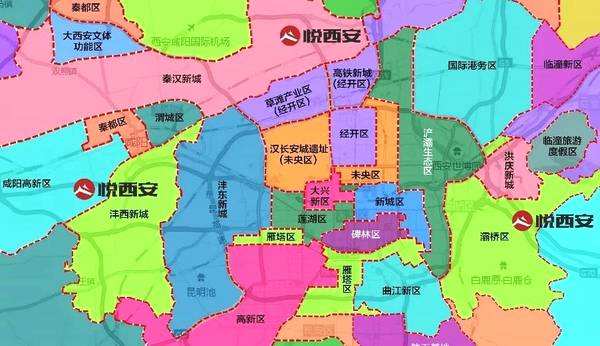 秦都区
西安咸阳国际机场
悦西安
大西安文体
功能区
高铁新城
(经开区)
国际港务区
临潼新区
秦汉新城
草滩产业区
(经开区)
秦都区
渭城区
汉长安城遗址
(未央区)
经开区
浐灞生态区
临潼旅游
度假区
洪庆新城
未央区
咸阳高新区
悦西安
沣西新城
沣东新城
大兴
新区
新城区
莲湖区
碑林区
雁塔区
悦西安
灞桥区
雁塔区
曲江新区
昆明池
白鹿原·白鹿仓
高新区